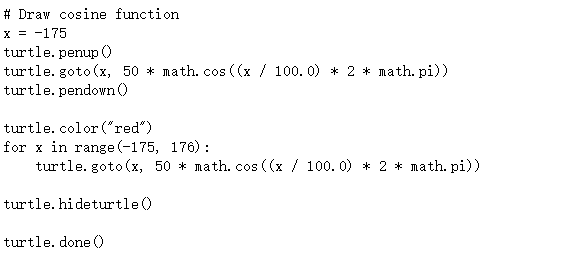 # Draw cosine function
x = -175
turtle.penup()
turtle.goto(x, 50 * math.cos((x / 100.0) * 2 * math.pi))
turtle.pendown()

turtle.color("red")
for x in range(-175, 176):
    turtle.goto(x, 50 * math.cos((x / 100.0) * 2 * math.pi))

turtle.hideturtle()

turtle.done()